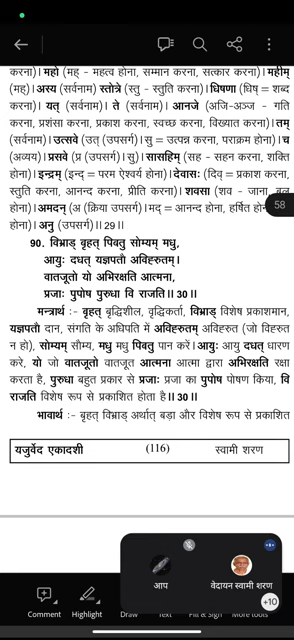 करना)। महो (मह् - महत्व होना, सम्मान करना, सत्कार करना)। महीम्
(मह्)। अस्य (सर्वनाम) स्तोत्रे (स्तु - स्तुति करना)। धिषणा (धिष् = शब्द
करना)। यत् (सर्वनाम)। ते (सर्वनाम)। आनजे (अजि-अञ्ज - गति
करना, प्रशंसा करना, प्रकाश करना, स्वच्छ करना, विख्यात करना)। तम्
(सर्वनाम)। उत्सवे (उत् (उपसर्ग)। सु = उत्पन्न करना, पराक्रम होना)। च
(अव्यय)। प्रसवे (प्र (उपसर्ग)। सु)। सासहिम् (सह - सहन करना, शक्ति
होना)। इन्द्रम् (इन्द् = परम ऐश्वर्य होना)। देवासः (दिव् = प्रकाश करना,
स्तुति करना, आनन्द करना, प्रीति करना)। शवसा (शव - जाना, बल
होना)। अमदन् (अ (क्रिया उपसर्ग)। मद् = आनन्द होना, हर्षित होना
होना)। अनु (उपसर्ग)।। 29।।
58
90. विभ्राड् बृहत् पिवतु सोम्यम् मधु,
आयुः दधत् यज्ञपतौ अविह्रुतम्।
वातजूतो यो अभिरक्षति आत्मना,
प्रजाः पुपोष पुरुधा वि राजति।। 30।।
मन्त्रार्थ :- बृहत् बृद्धिशील, वृद्धिकर्ता, विभ्राड् विशेष प्रकाशमान,
यज्ञपतौ दान, संगति के अधिपति में अविह्रुतम् अविह्रुत (जो विह्रुत
न हो), सोम्यम् सौम्य, मधु मधु पिवतु पान करें। आयुः आयु दधत् धारण
करे, यो जो वातजूतो वातजूत आत्मना आत्मा द्वारा अभिरक्षति रक्षा
करता है, पुरुधा बहुत प्रकार से प्रजाः प्रजा का पुपोष पोषण किया, वि
राजति विशेष रूप से प्रकाशित होता है।। 30।।
भावार्थ :- बृहत् विभ्राड् अर्थात् बड़ा और विशेष रूप से प्रकाशित
यजुर्वेद एकादशी (116) स्वामी शरण
आप
वेदायन स्वामी शरण
+10
Comment Highlight Draw Text Fill & Sign More tools